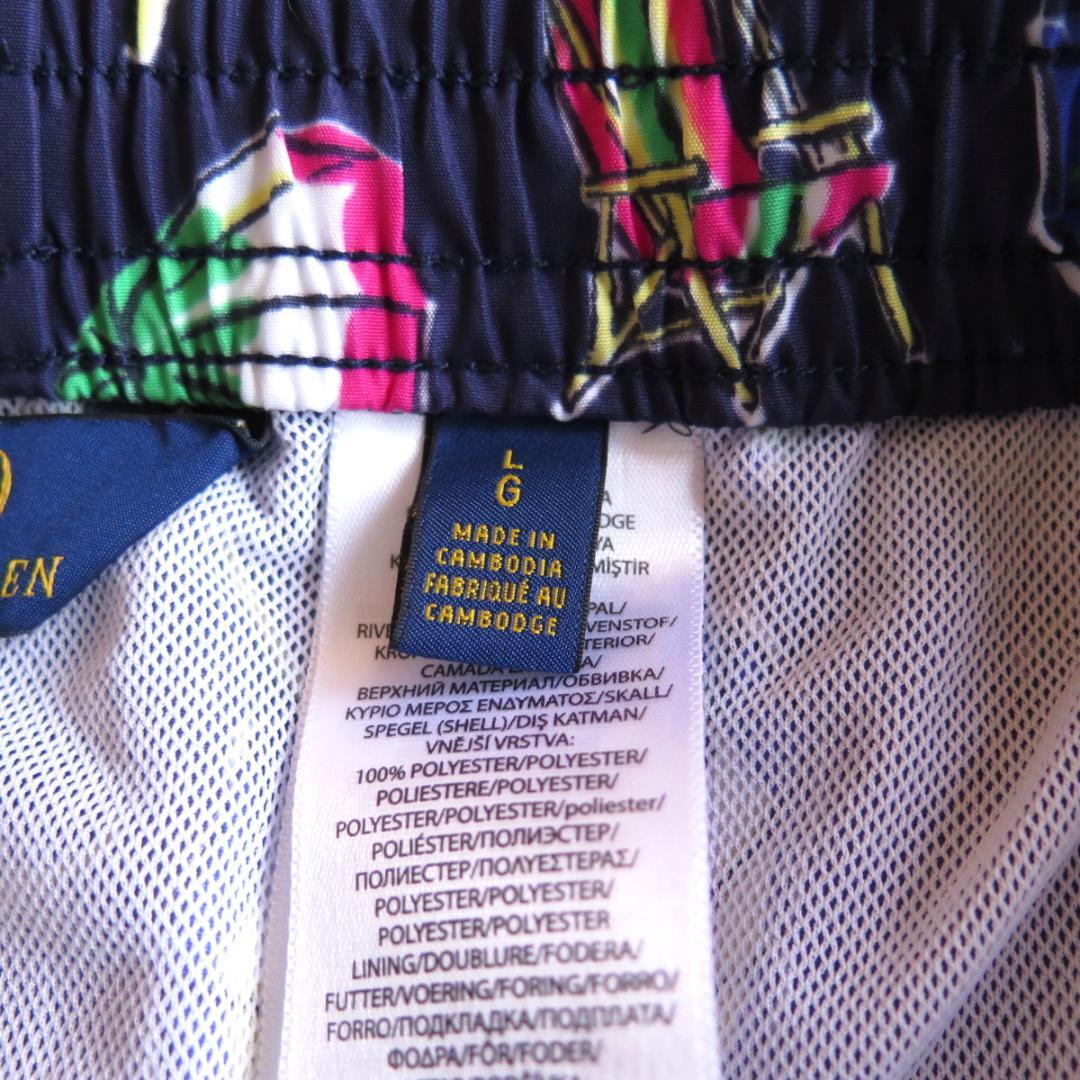 EN
L
G
MADE IN
CAMBODIA
FABRIQUÉ AU
CAMBODGE
ВЕРХНИЙ МАТЕРИАЛ/ОБВИВКА/
ΚΥΡΙΟ ΜΕΡΟΣ ΕΝΔΥΜΑΤΟΣ/SKALL/
SPEGEL (SHELL)/DIŞ KATMAN/
VNĚJŠÍ VRSTVA:
100% POLYESTER/POLYESTER/
POLIESTERE/POLYESTER/
POLYESTER/POLYESTER/poliester/
POLIÉSTER/ПОЛИЭСТЕР/
ПОЛИЕСТЕР/ΠΟΛΥΕΣΤΕΡΑΣ/
POLYESTER/POLYESTER/
POLYESTER/POLYESTER
LINING/DOUBLURE/FODERA/
FUTTER/VOERING/FORING/FORRO/
FORRO/ПОДКЛАДКА/ПОДПЛАТА/
ΦΟΔΡΑ/FÔR/FODER/